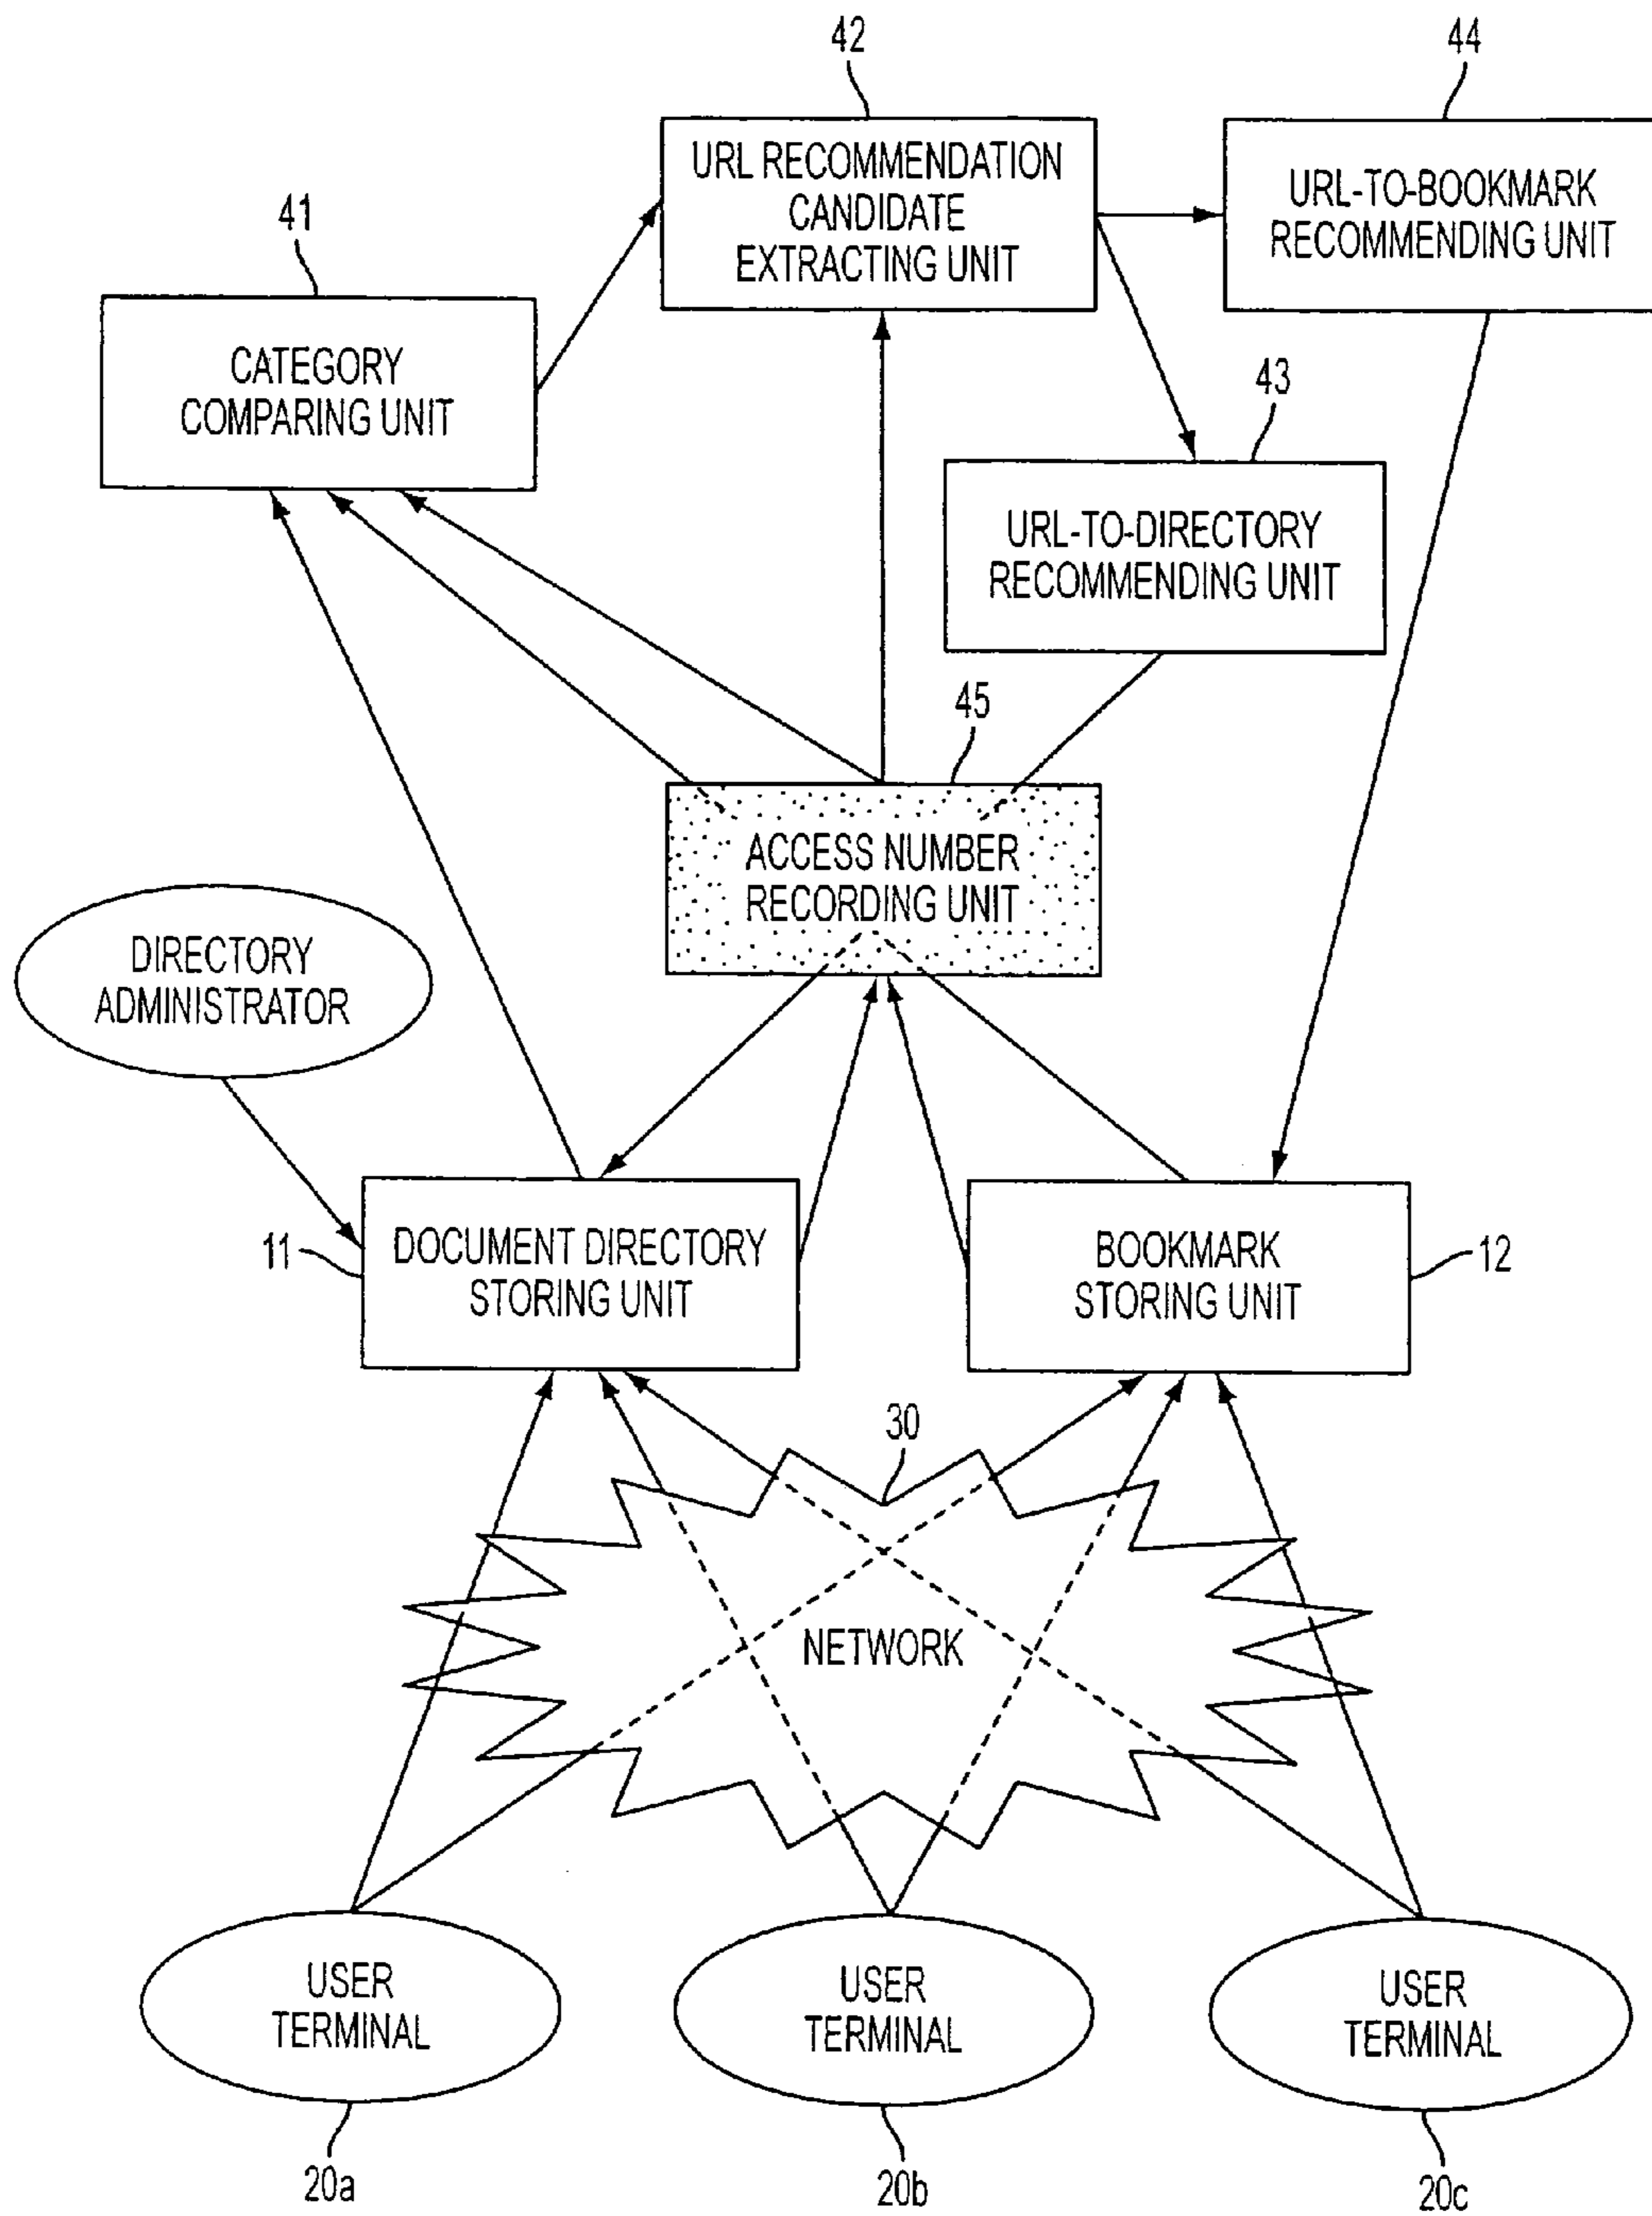 42
44
URL RECOMMENDATION
CANDIDATE
EXTRACTING UNIT
URL-TO-BOOKMARK
RECOMMENDING UNIT
41
CATEGORY
COMPARING UNIT
43
URL-TO-DIRECTORY
RECOMMENDING UNIT
45
ACCESS NUMBER
RECORDING UNIT
DIRECTORY
ADMINISTRATOR
11
DOCUMENT DIRECTORY
STORING UNIT
BOOKMARK
STORING UNIT
12
30
NETWORK
USER
TERMINAL
USER
TERMINAL
USER
TERMINAL
20a
20b
20c